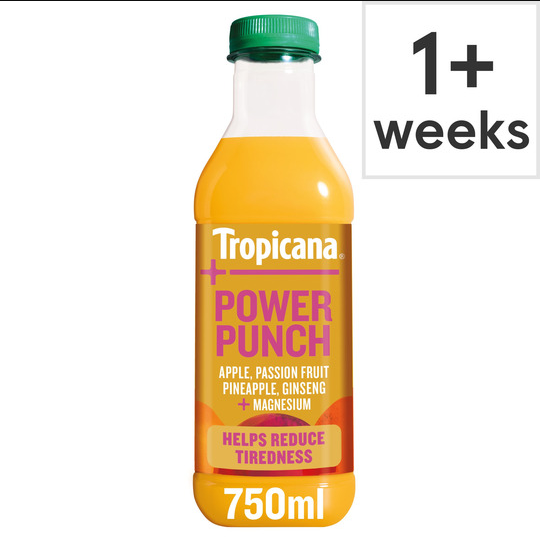 1+
weeks
Tropicana®
+
POWER
PUNCH
APPLE, PASSION FRUIT
PINEAPPLE, GINSENG
+ MAGNESIUM
HELPS REDUCE
TIREDNESS
750ml